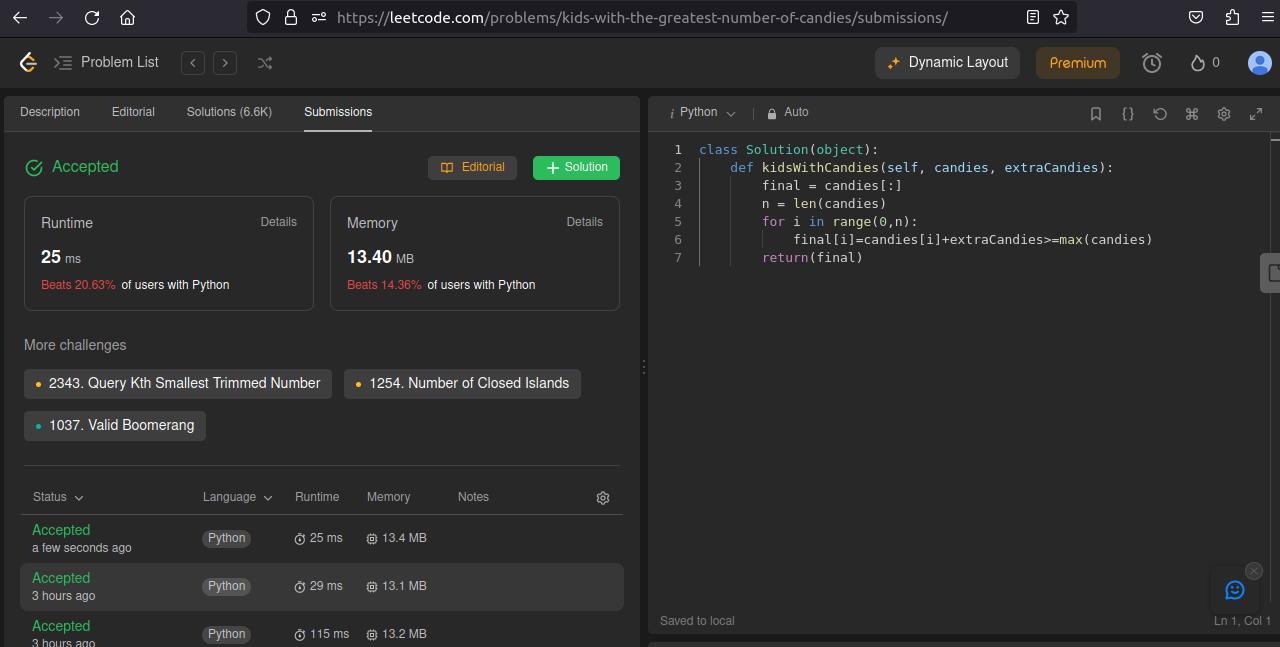 https://leetcode.com/problems/kids-with-the-greatest-number-of-candies/submissions/
Problem List
Dynamic Layout
Premium
0
Description Editorial Solutions (6.6K) Submissions
Accepted
Editorial
Solution
Runtime Details
25 ms
Beats 20.63% of users with Python
Memory Details
13.40 MB
Beats 14.36% of users with Python
More challenges
2343. Query Kth Smallest Trimmed Number
1254. Number of Closed Islands
1037. Valid Boomerang
Status Language Runtime Memory Notes
Accepted
a few seconds ago
Python 25 ms 13.4 MB
Accepted
3 hours ago
Python 29 ms 13.1 MB
Accepted
3 hours ago
Python 115 ms 13.2 MB
i Python Auto
1 class Solution(object):
2 def kidsWithCandies(self, candies, extraCandies):
3 final = candies[:]
4 n = len(candies)
5 for i in range(0,n):
6 final[i]=candies[i]+extraCandies>=max(candies)
7 return(final)
Saved to local
Ln 1, Col 1